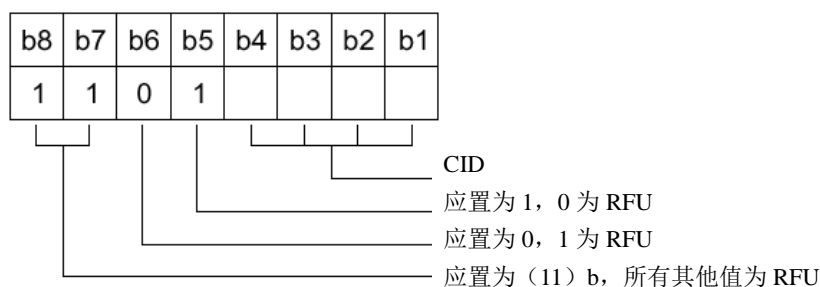 b8 b7 b6 b5 b4 b3 b2 b1
1 1 0 1
CID
应置为 1，0 为 RFU
应置为 0，1 为 RFU
应置为（11）b，所有其他值为 RFU